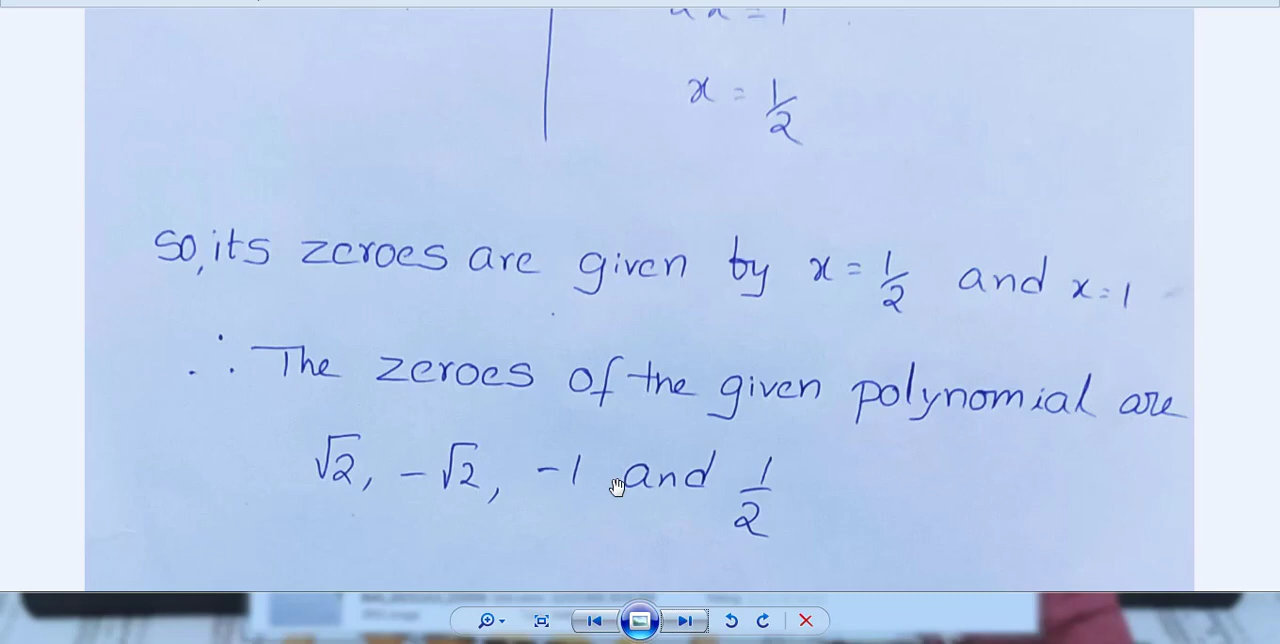 x = 1/2
So, its zeroes are given by x = 1/2 and x = 1
∴ The zeroes of the given polynomial are
√2, -√2, -1 and 1/2